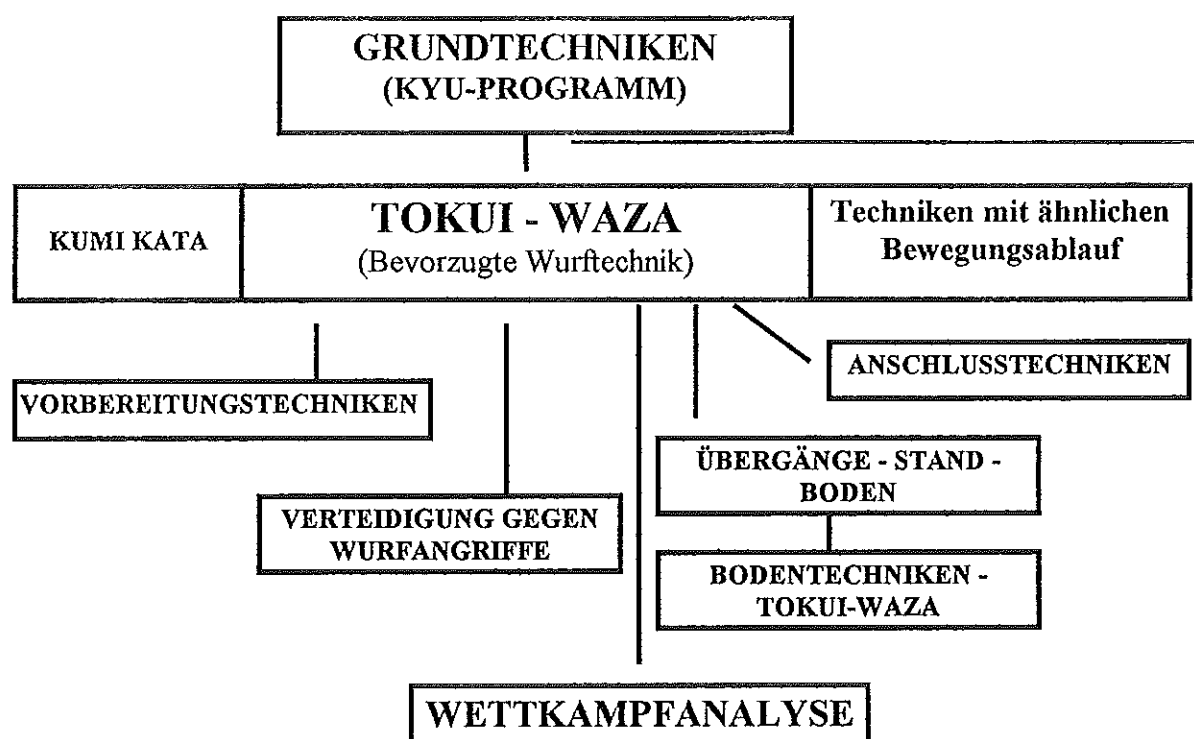 GRUNDTECHNIKEN
(KYU-PROGRAMM)
KUMI KATA
TOKUI - WAZA
(Bevorzugte Wurftechnik)
Techniken mit ähnlichen
Bewegungsablauf
ANSCHLUSSTECHNIKEN
VORBEREITUNGSTECHNIKEN
ÜBERGÄNGE - STAND -
BODEN
VERTEIDIGUNG GEGEN
WURFANGRIFFE
BODENTECHNIKEN -
TOKUI-WAZA
WETTKAMPFANALYSE